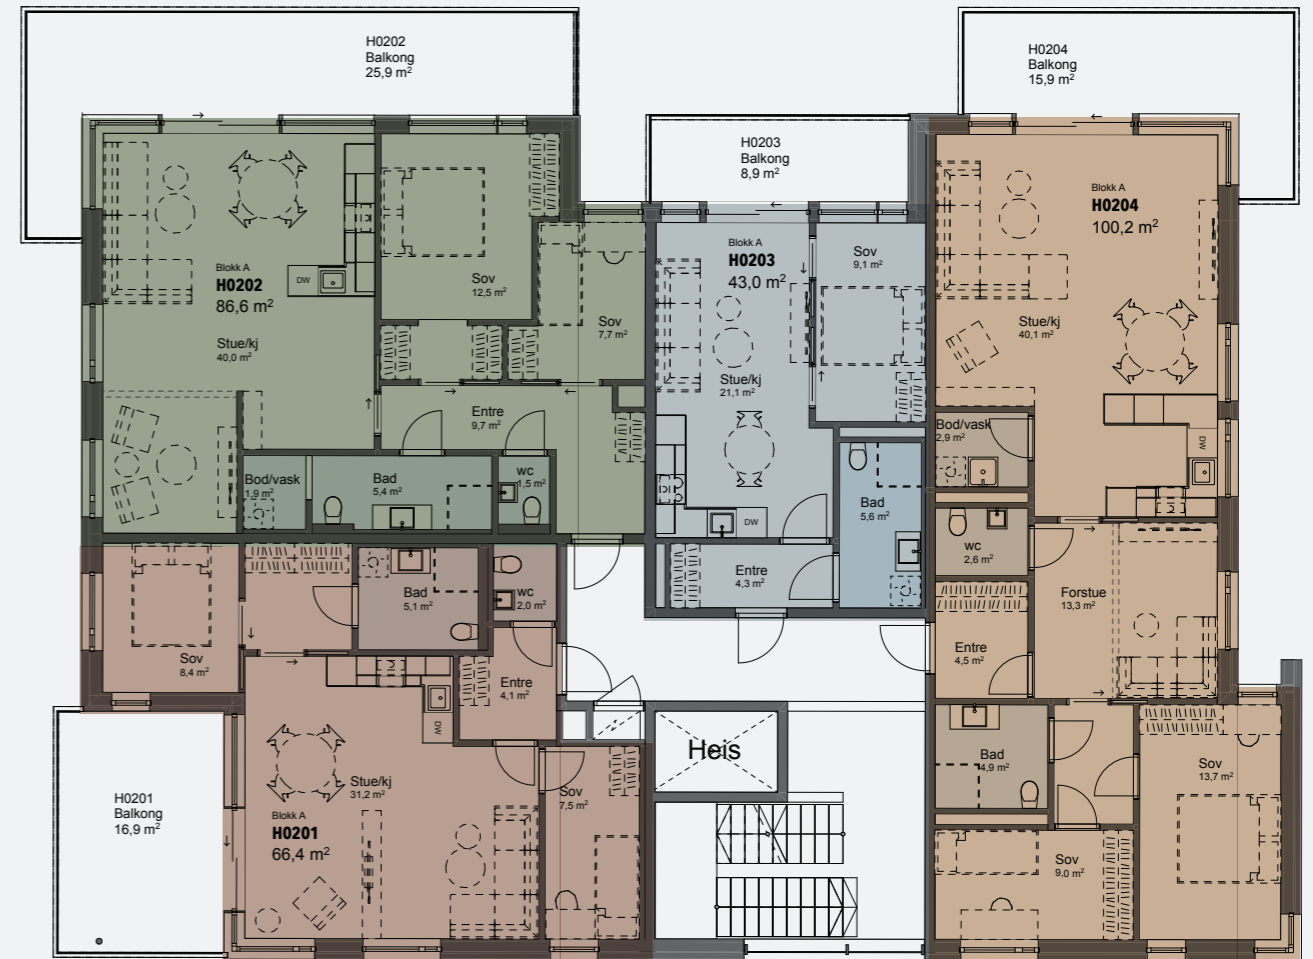 H0202
Balkong
25,9 m²
H0204
Balkong
15,9 m²
H0203
Balkong
8,9 m²
Blokk A
H0202
86,6 m²
Stue/kj
40,0 m²
DW
Sov
12,5 m²
Sov
7,7 m²
Entre
9,7 m²
Bod/vask
1,9 m²
Bad
5,4 m²
wc
1,5 m²
Blokk A
H0203
43,0 m²
Sov
9,1 m²
Stue/kj
21,1 m²
DW
Bad
5,6 m²
Entre
4,3 m²
Blokk A
H0204
100,2 m²
Stue/kj
40,1 m²
Bod/vask
2,9 m²
DW
wc
2,6 m²
Forstue
13,3 m²
Entre
4,5 m²
Bad
4,9 m²
Sov
13,7 m²
Sov
9,0 m²
Sov
8,4 m²
Bad
5,1 m²
wc
2,0 m²
Entre
4,1 m²
DW
Stue/kj
31,2 m²
Blokk A
H0201
66,4 m²
Sov
7,5 m²
H0201
Balkong
16,9 m²
Heis